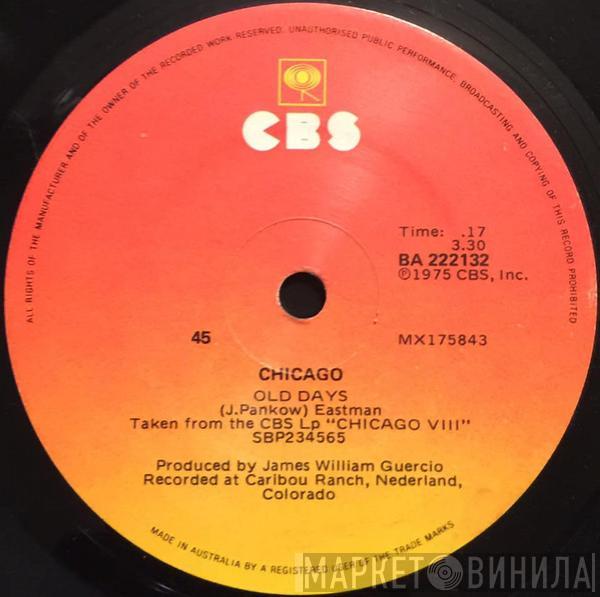 ALL RIGHTS OF THE MANUFACTURER AND OF THE OWNER OF THE RECORDED WORK RESERVED. UNAUTHORISED PUBLIC PERFORMANCE, BROADCASTING AND COPYING OF THIS RECORD PROHIBITED
CBS
Time: .17
3.30
BA 222132
℗1975 CBS, Inc.
45
MX175843
CHICAGO
OLD DAYS
(J.Pankow) Eastman
Taken from the CBS Lp "CHICAGO VIII"
SBP234565
Produced by James William Guercio
Recorded at Caribou Ranch, Nederland,
Colorado
MADE IN AUSTRALIA BY A REGISTERED USER OF THE TRADE MARKS
МАРКЕТ ВИНИЛА